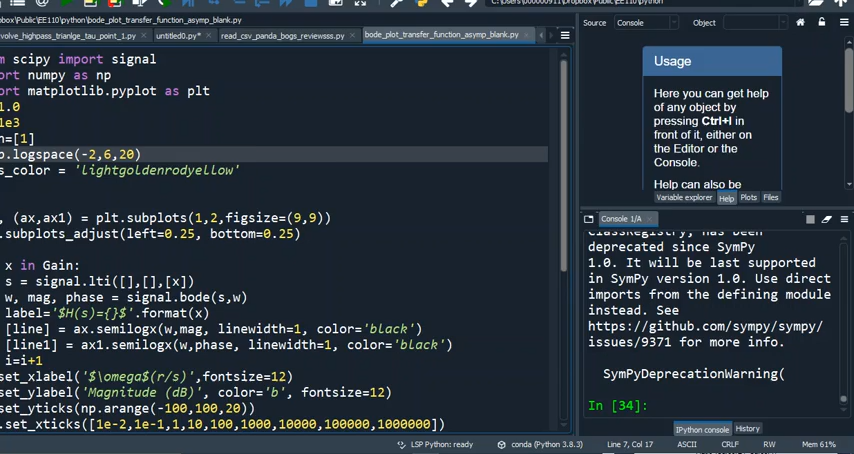 C:\Users\000000911\Dropbox\Public\EE110\python
pbox\Public\EE110\python\bode_plot_transfer_function_asymp_blank.py
volve_happy_trianlge_tau_point_1.py
untitled0.py*
read_csv_panda_bogs_reviewsss.py
bode_plot_transfer_function_asymp_blank.py
m scipy import signal
ort numpy as np
ort matplotlib.pyplot as plt
1.0
1e3
n=[1]
p.logspace(-2,6,20)
s_color = 'lightgoldenrodyellow'
, (ax,ax1) = plt.subplots(1,2,figsize=(9,9))
.subplots_adjust(left=0.25, bottom=0.25)
x in Gain:
s = signal.lti([],[],[x])
w, mag, phase = signal.bode(s,w)
label='$H(s)={}$'.format(x)
[line] = ax.semilogx(w,mag, linewidth=1, color='black')
[line1] = ax1.semilogx(w,phase, linewidth=1, color='black')
i=i+1
set_xlabel('$\omega$(r/s)',fontsize=12)
set_ylabel('Magnitude (dB)', color='b', fontsize=12)
set_yticks(np.arange(-100,100,20))
.set_xticks([1e-2,1e-1,1,10,100,1000,10000,100000,1000000])
Source Console Object
Usage
Here you can get help
of any object by
pressing Ctrl+I in
front of it, either on
the Editor or the
Console.
Help can also be
Variable explorer Help Plots Files
Console 1/A
ClassRegistry, has been
deprecated since SymPy
1.0. It will be last supported
in SymPy version 1.0. Use direct
imports from the defining module
instead. See
https://github.com/sympy/sympy/
issues/9371 for more info.
SymPyDeprecationWarning(
In [34]:
IPython console History
LSP Python: ready conda (Python 3.8.3) Line 7, Col 17 ASCII CRLF RW Mem 61%